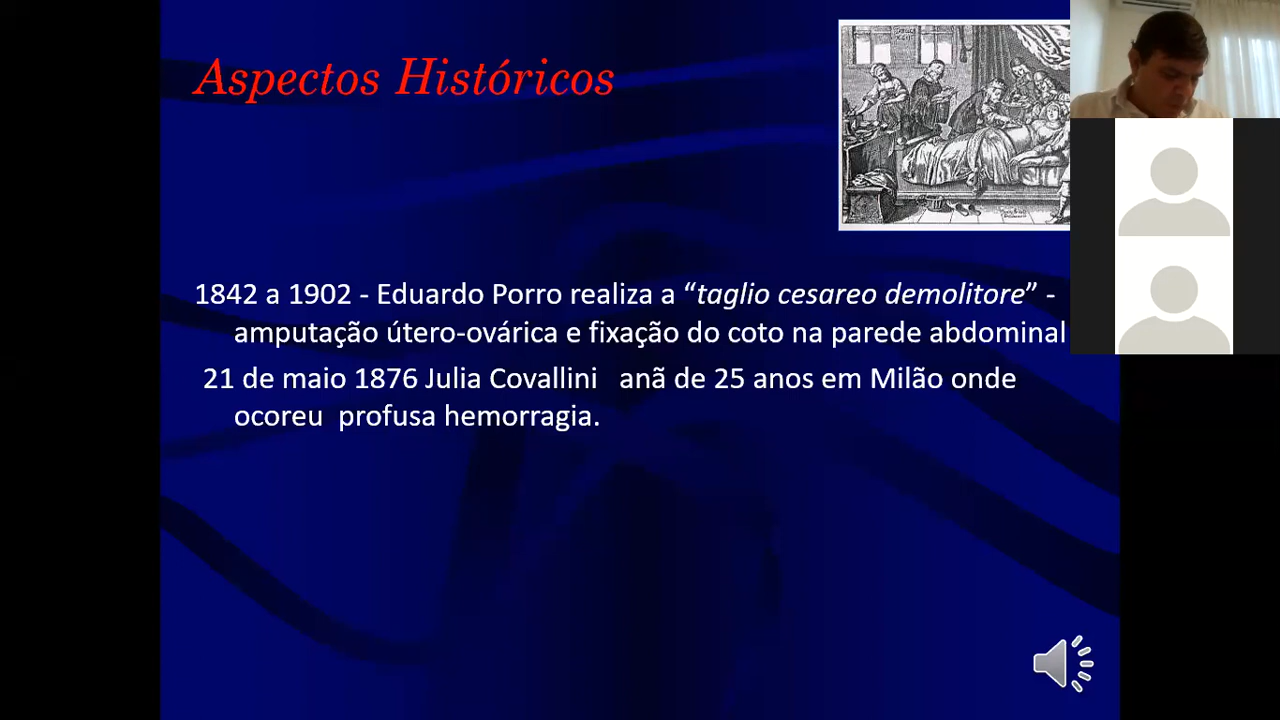 Aspectos Históricos
1842 a 1902 - Eduardo Porro realiza a “taglio cesareo demolitore” -
amputação útero-ovárica e fixação do coto na parede abdominal
21 de maio 1876 Julia Covallini anã de 25 anos em Milão onde
ocoreu profusa hemorragia.